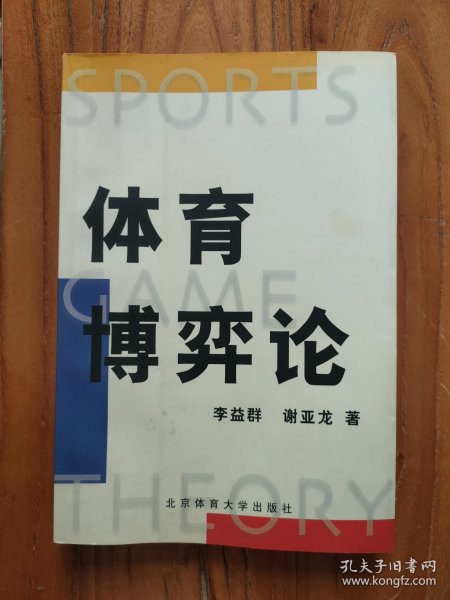 SPORTS
体育
GAME
博弈论
李益群 谢亚龙 著
THEORY
北京体育大学出版社
孔夫子旧书网
www.kongfz.com